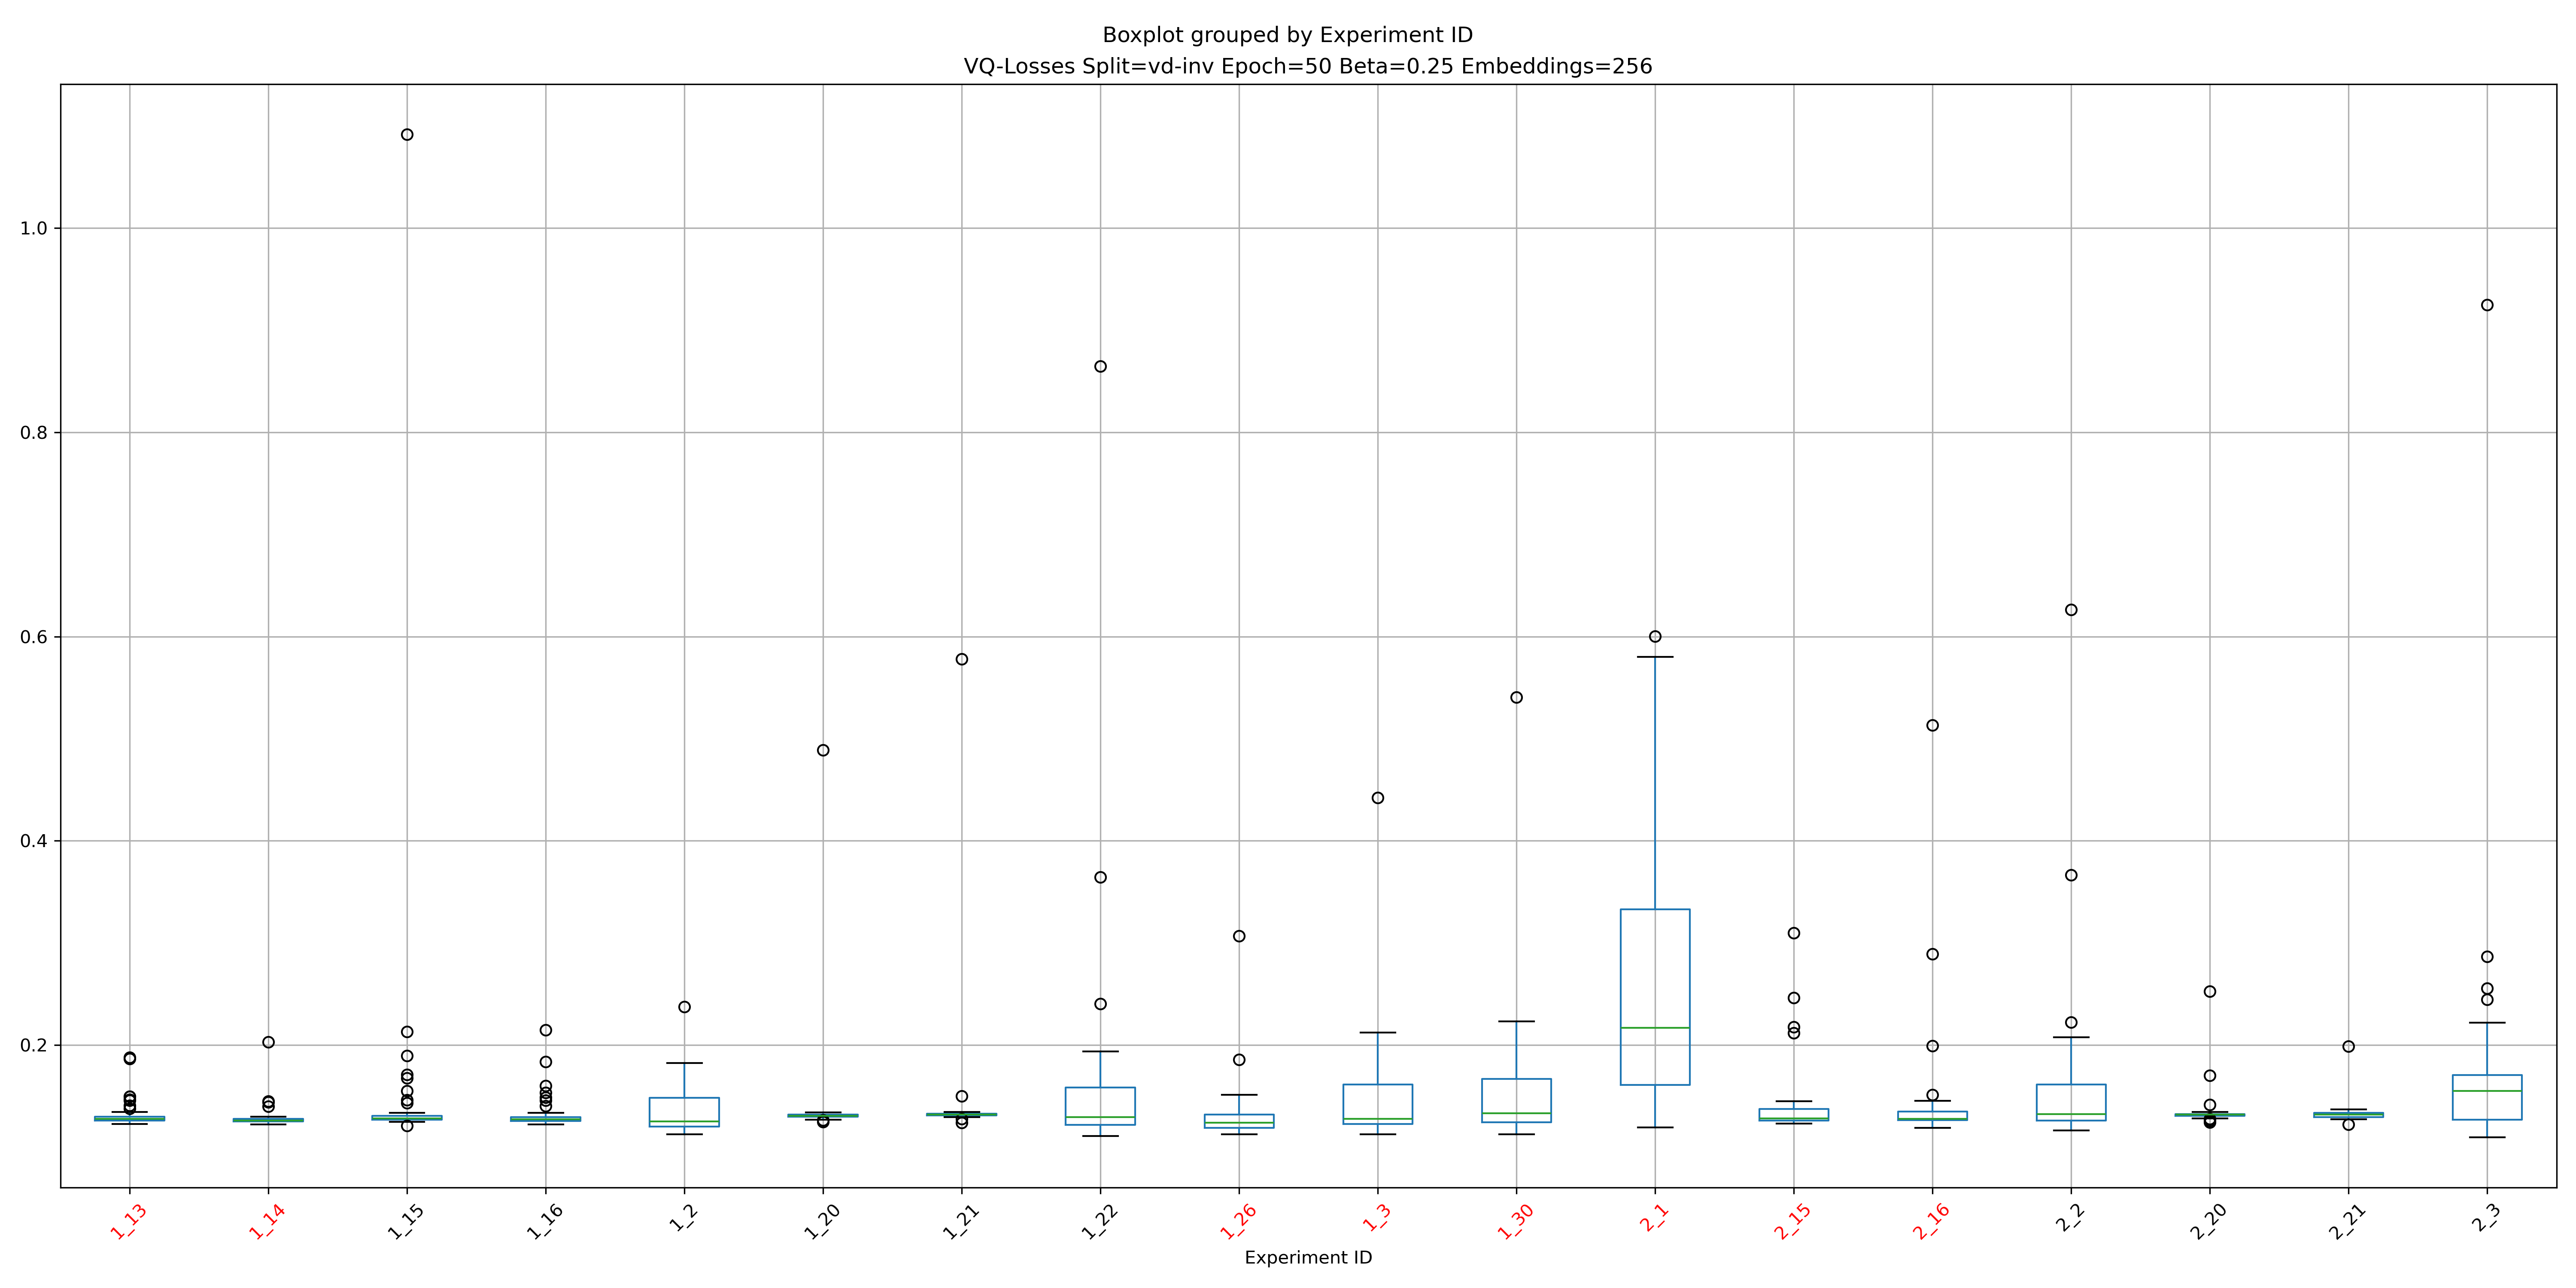 Boxplot grouped by Experiment ID
VQ-Losses Split=vd-inv Epoch=50 Beta=0.25 Embeddings=256
1.0
0.8
0.6
0.4
0.2
1_13 1_14 1_15 1_16 1_2 1_20 1_21 1_22 1_26 1_3 1_30 2_1 2_15 2_16 2_2 2_20 2_21 2_3
Experiment ID